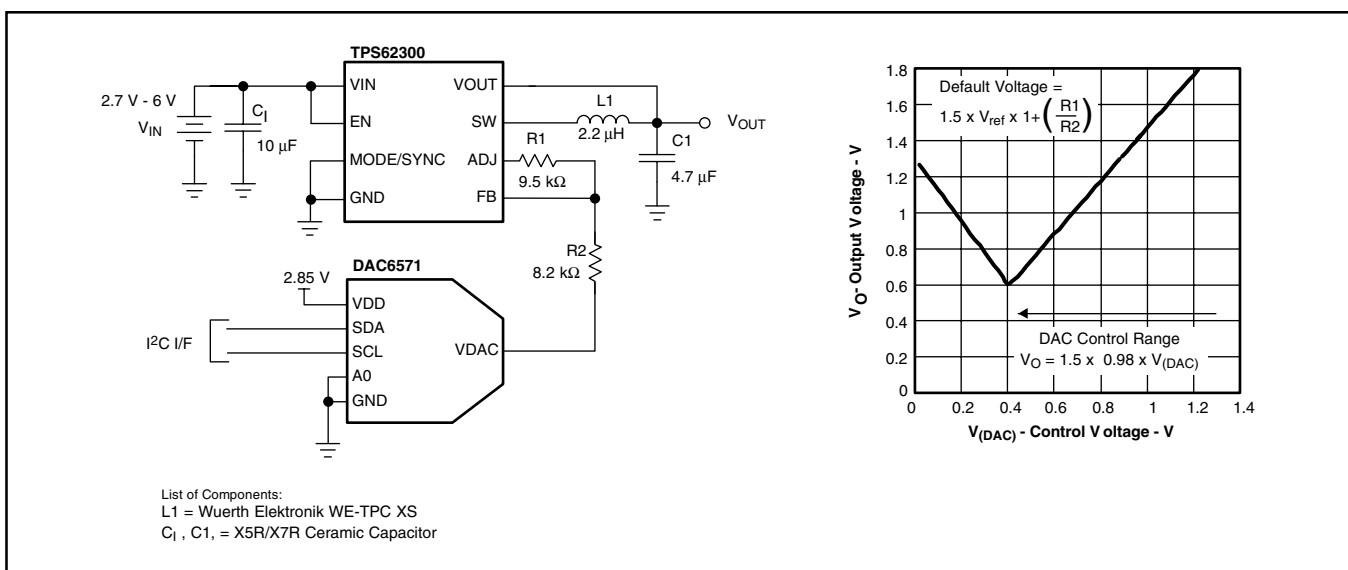 TPS62300
VIN
VOUT
EN
SW
MODE/SYNC
ADJ
GND
FB
2.7 V - 6 V
VIN
CI
10 µF
L1
2.2 µH
VOUT
R1
9.5 kΩ
C1
4.7 µF
R2
8.2 kΩ
DAC6571
2.85 V
VDD
SDA
SCL
A0
GND
VDAC
I²C I/F
List of Components:
L1 = Wuerth Elektronik WE-TPC XS
CI , C1, = X5R/X7R Ceramic Capacitor
VO- Output Voltage - V
1.8
1.6
1.4
1.2
1
0.8
0.6
0.4
0.2
0
Default Voltage =
1.5 x Vref x 1+(R1/R2)
DAC Control Range
VO = 1.5 x 0.98 x V(DAC)
0 0.2 0.4 0.6 0.8 1 1.2 1.4
V(DAC) - Control Voltage - V